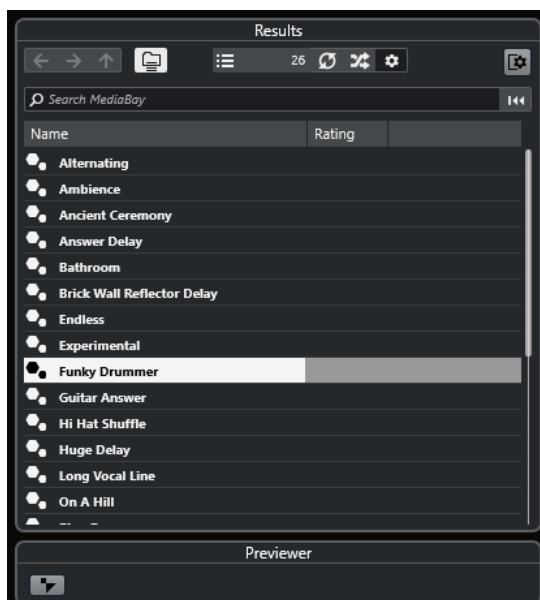 Results
26
Search MediaBay
Name Rating
Alternating
Ambience
Ancient Ceremony
Answer Delay
Bathroom
Brick Wall Reflector Delay
Endless
Experimental
Funky Drummer
Guitar Answer
Hi Hat Shuffle
Huge Delay
Long Vocal Line
On A Hill
Previewer